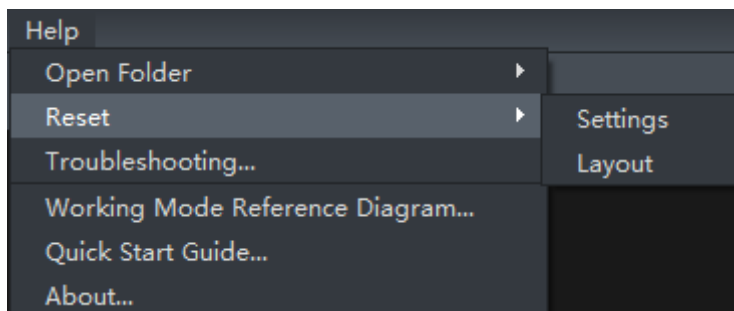 Help
Open Folder
Reset
Settings
Troubleshooting...
Layout
Working Mode Reference Diagram...
Quick Start Guide...
About...